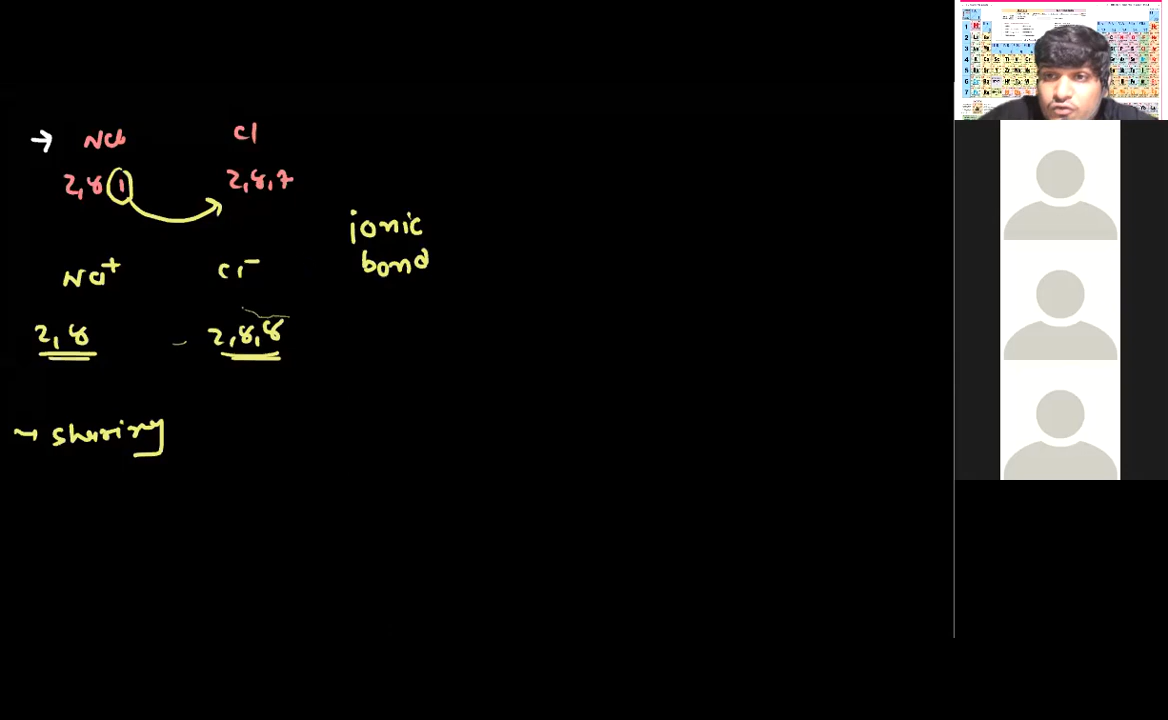 → Na Cl
2,8 1 2,8,7
ionic
bond
Na+ Cl−
2,8 2,8,8
→ sharing